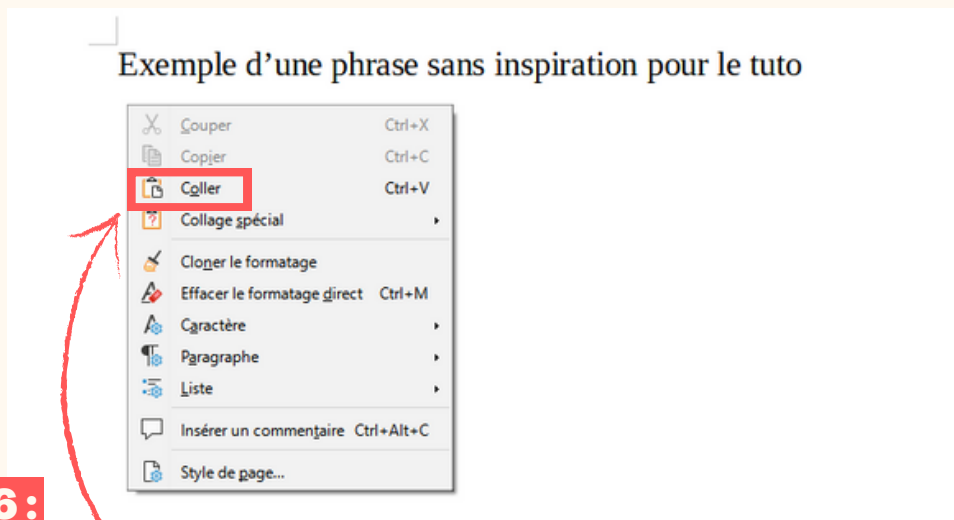 Exemple d’une phrase sans inspiration pour le tuto
Couper Ctrl+X
Copier Ctrl+C
Coller Ctrl+V
Collage spécial
Cloner le formatage
Effacer le formatage direct Ctrl+M
Caractère
Paragraphe
Liste
Insérer un commentaire Ctrl+Alt+C
Style de page...
6: